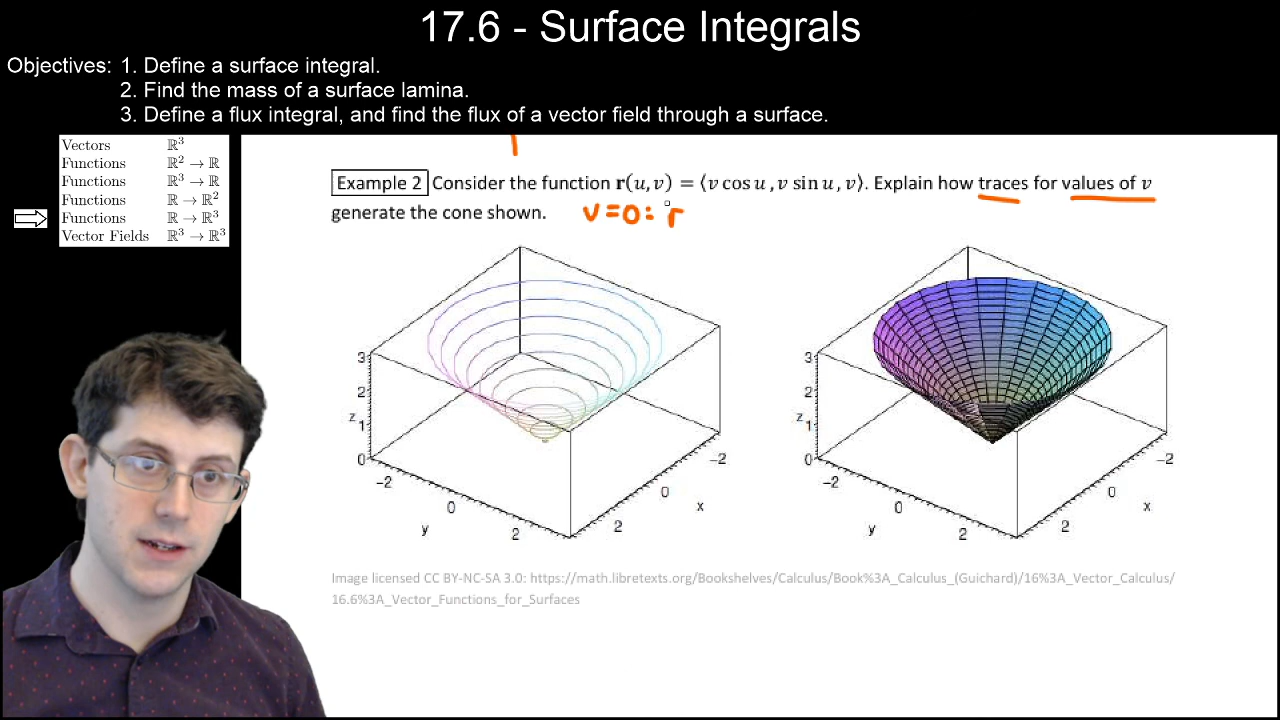 17.6 - Surface Integrals
Objectives: 1. Define a surface integral.
2. Find the mass of a surface lamina.
3. Define a flux integral, and find the flux of a vector field through a surface.
Vectors ℝ³
Functions ℝ² → ℝ
Functions ℝ³ → ℝ
Functions ℝ → ℝ²
Functions ℝ → ℝ³
Vector Fields ℝ³ → ℝ³
Example 2 Consider the function r(u, v) = ⟨v cos u , v sin u , v⟩. Explain how traces for values of v
generate the cone shown.
v=0: r
3
2
z
1
0
-2
0
y
2
2
0
x
-2
3
2
z
1
0
-2
0
y
2
2
0
x
-2
Image licensed CC BY-NC-SA 3.0: https://math.libretexts.org/Bookshelves/Calculus/Book%3A_Calculus_(Guichard)/16%3A_Vector_Calculus/
16.6%3A_Vector_Functions_for_Surfaces